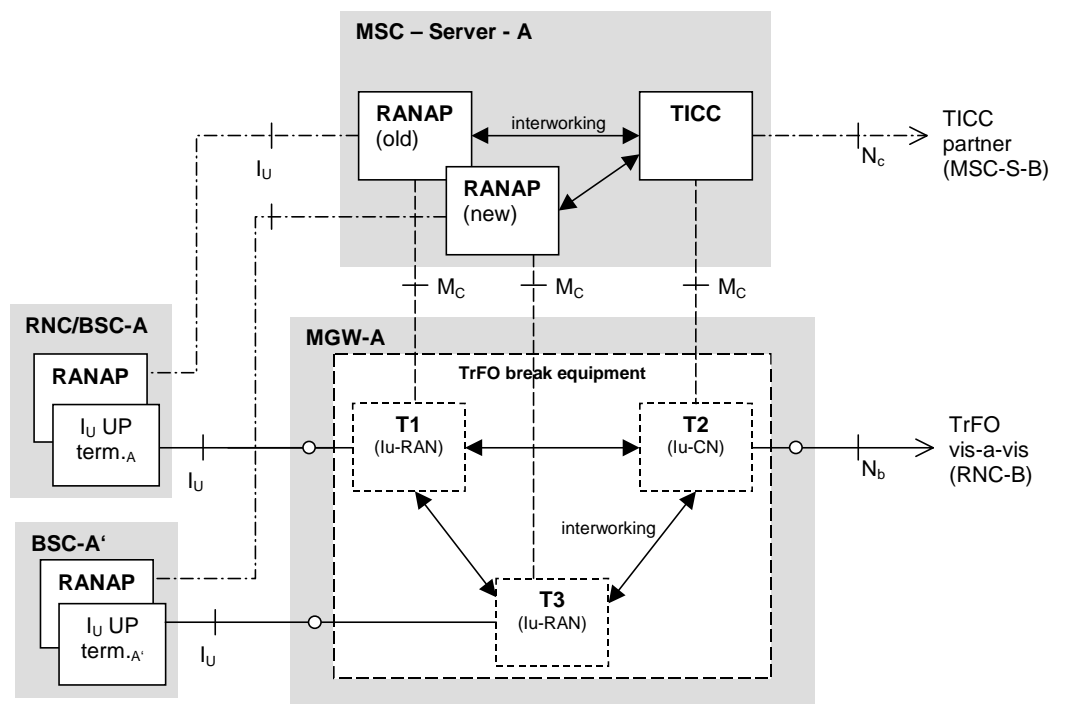 MSC – Server - A
RANAP
(old)
interworking
TICC
RANAP
(new)
TICC
partner
(MSC-S-B)
Nc
IU
MC
MC
MC
RNC/BSC-A
RANAP
IU UP
term.A
IU
MGW-A
TrFO break equipment
T1
(Iu-RAN)
T2
(Iu-CN)
TrFO
vis-a-vis
(RNC-B)
Nb
interworking
BSC-A‘
RANAP
IU UP
term.A‘
IU
T3
(Iu-RAN)